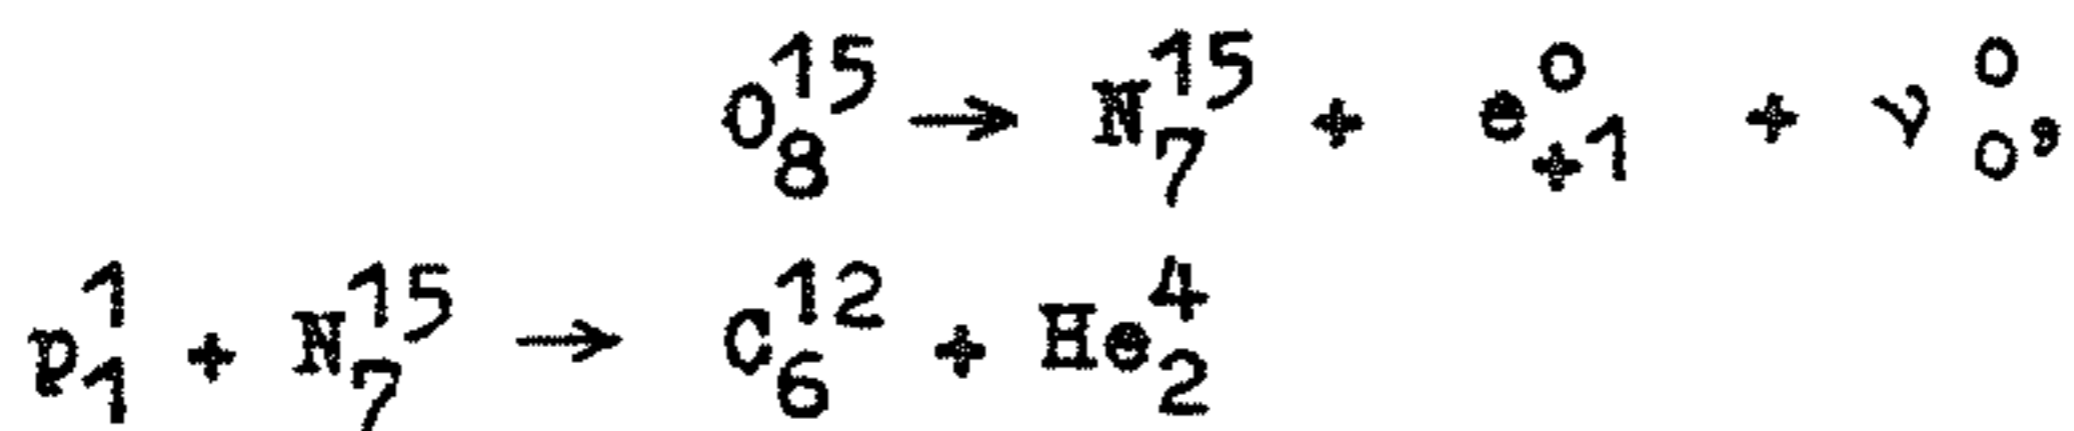 O₈¹⁵ → N₇¹⁵ + e₊₁⁰ + ν₀⁰,
p₁¹ + N₇¹⁵ → C₆¹² + He₂⁴